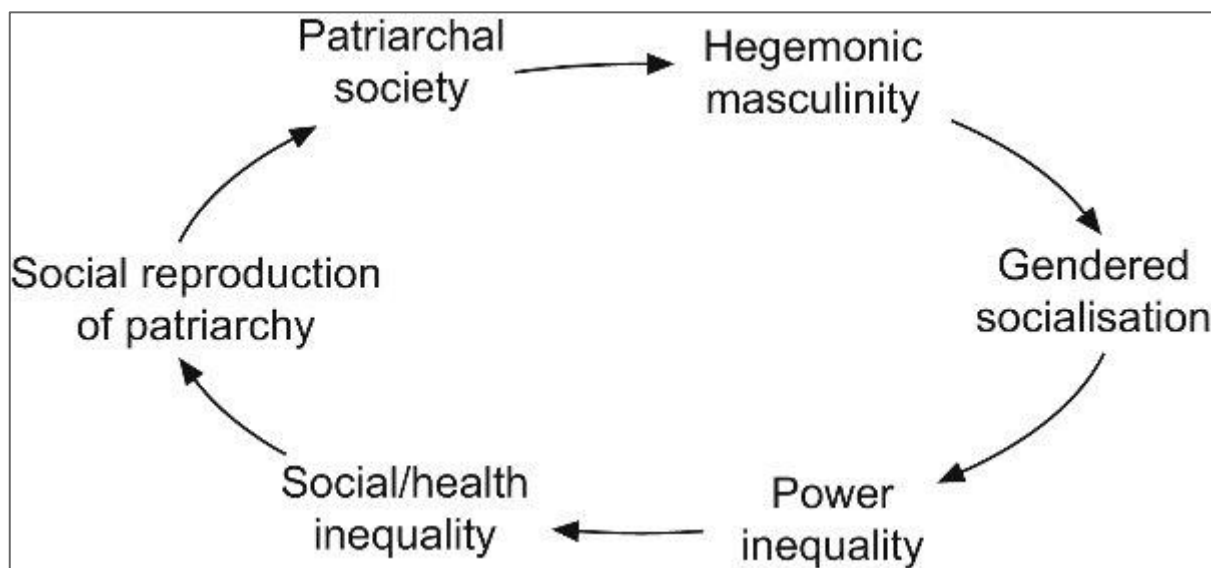 Patriarchal
society
Hegemonic
masculinity
Gendered
socialisation
Power
inequality
Social/health
inequality
Social reproduction
of patriarchy